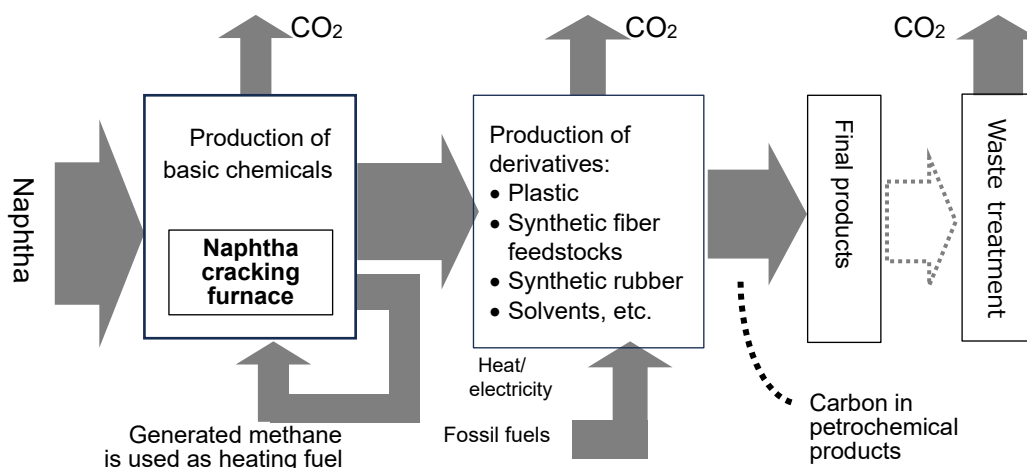 CO2
CO2
CO2
Naphtha
Production of
basic chemicals
Naphtha
cracking
furnace
Generated methane
is used as heating fuel
Production of
derivatives:
• Plastic
• Synthetic fiber
feedstocks
• Synthetic rubber
• Solvents, etc.
Heat/
electricity
Fossil fuels
Final products
Carbon in
petrochemical
products
Waste treatment